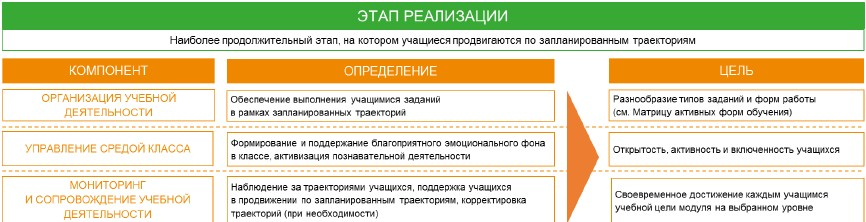 ЭТАП РЕАЛИЗАЦИИ
Наиболее продолжительный этап, на котором учащиеся продвигаются по запланированным траекториям
КОМПОНЕНТ
ОПРЕДЕЛЕНИЕ
ЦЕЛЬ
ОРГАНИЗАЦИЯ УЧЕБНОЙ
ДЕЯТЕЛЬНОСТИ
Обеспечение выполнения учащимися заданий
в рамках запланированных траекторий
Разнообразие типов заданий и форм работы
(см. Матрицу активных форм обучения)
УПРАВЛЕНИЕ СРЕДОЙ КЛАССА
Формирование и поддержание благоприятного эмоционального фона
в классе, активизация познавательной деятельности
Открытость, активность и включенность учащихся
МОНИТОРИНГ
И СОПРОВОЖДЕНИЕ УЧЕБНОЙ
ДЕЯТЕЛЬНОСТИ
Наблюдение за траекториями учащихся, поддержка учащихся
в продвижении по запланированным траекториям, корректировка
траекторий (при необходимости)
Своевременное достижение каждым учащимся
учебной цели модуля на выбранном уровне